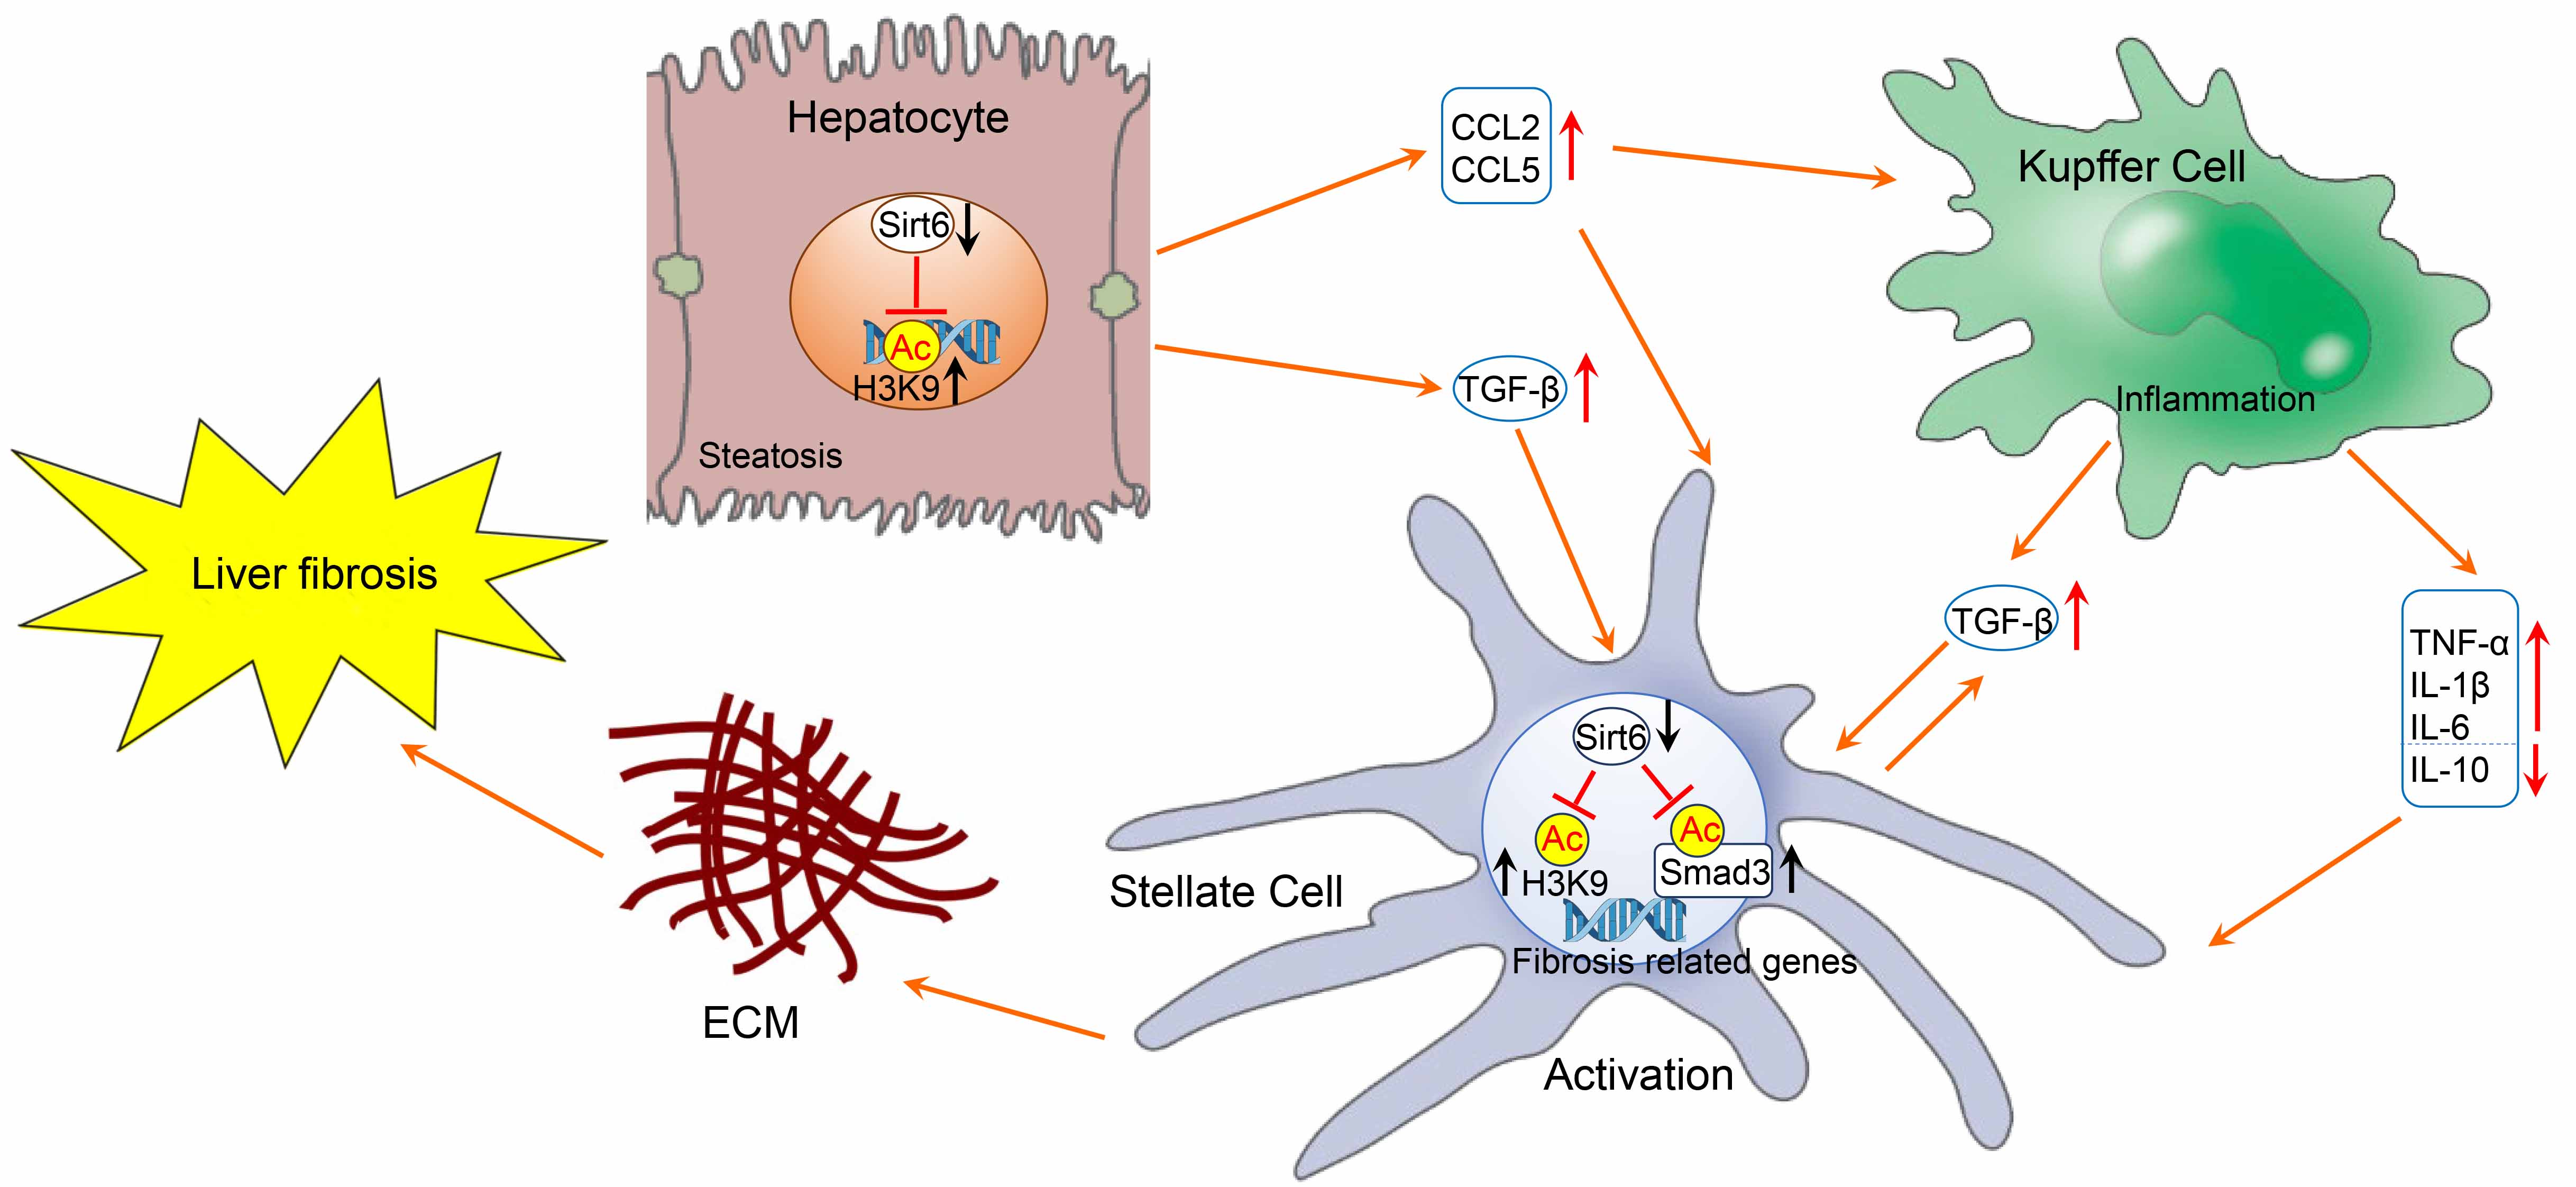 Hepatocyte
Sirt6
Ac
H3K9
Steatosis
CCL2
CCL5
TGF-β
Kupffer Cell
Inflammation
TGF-β
TNF-α
IL-1β
IL-6
IL-10
Liver fibrosis
Sirt6
Ac
Ac
H3K9
Smad3
Fibrosis related genes
Stellate Cell
Activation
ECM